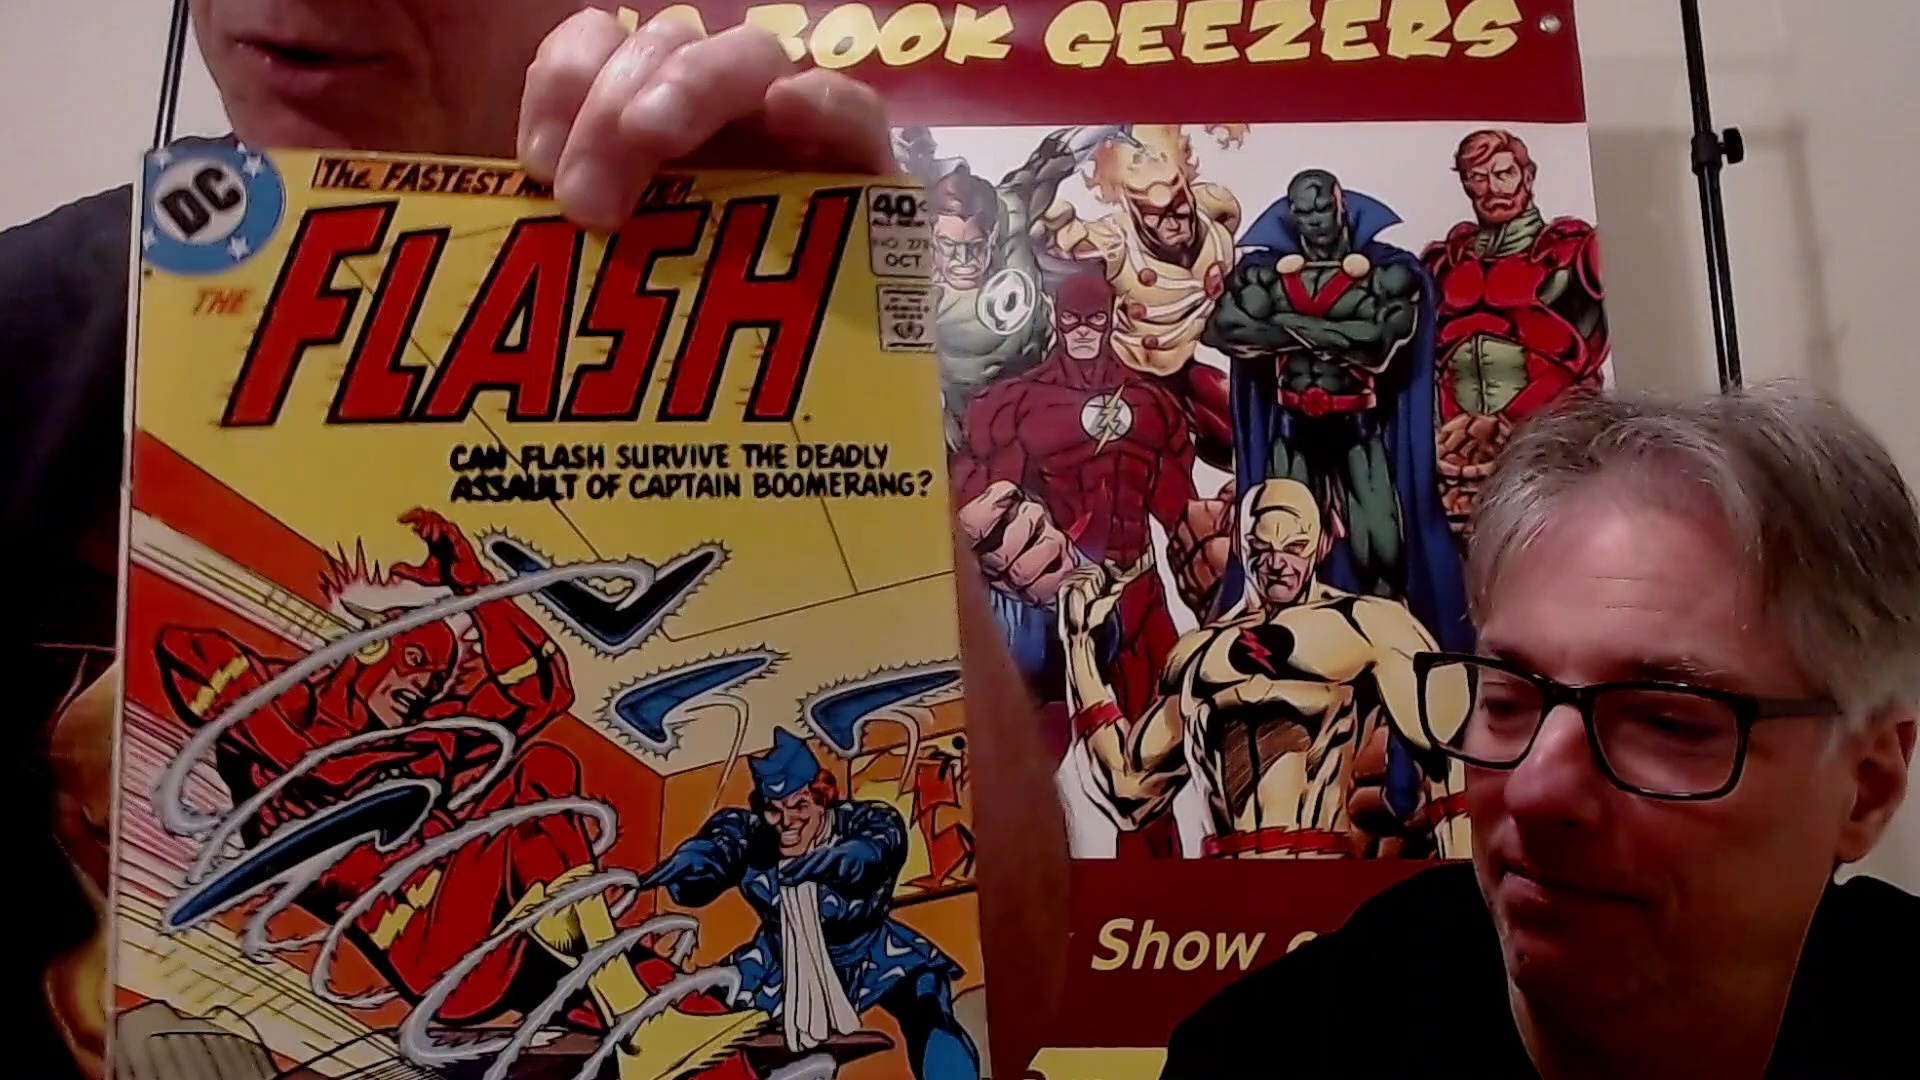 BOOK GEEZERS
DC
The FASTEST
40¢
THE FLASH
OCT.
CAN FLASH SURVIVE THE DEADLY
ASSAULT OF CAPTAIN BOOMERANG?
Show